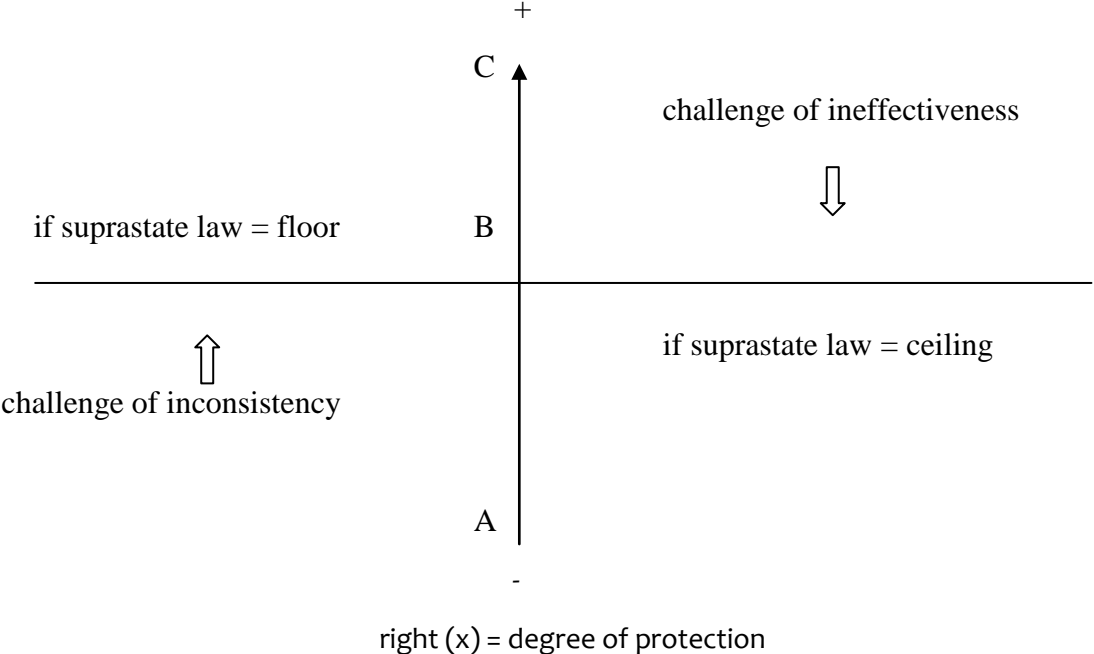 +
C
challenge of ineffectiveness
if suprastate law = floor
B
if suprastate law = ceiling
challenge of inconsistency
A
-
right (x) = degree of protection